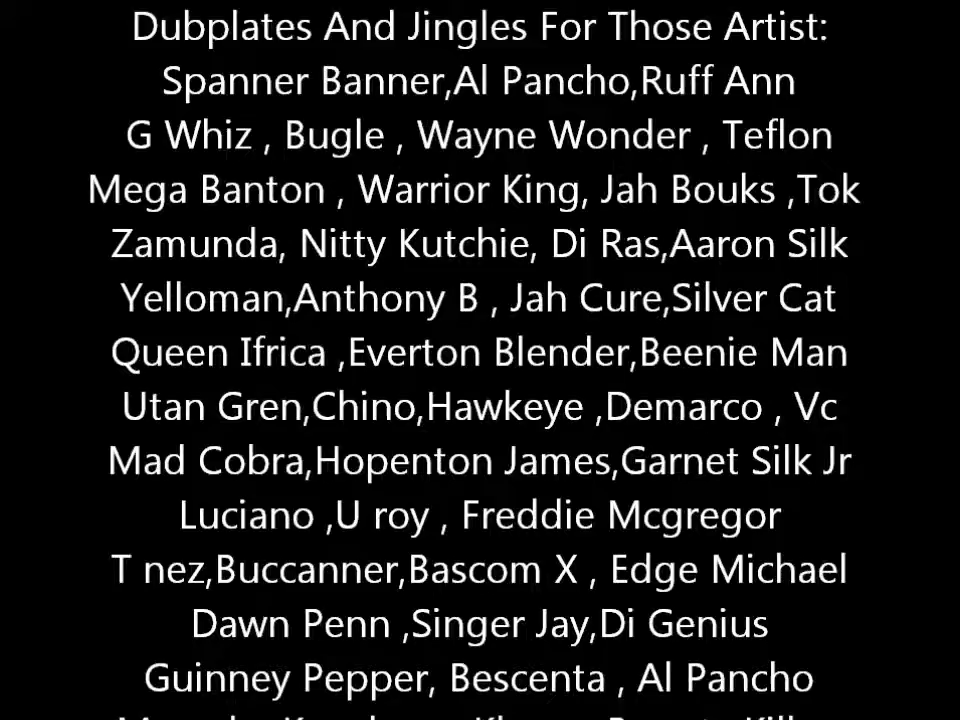 Dubplates And Jingles For Those Artist:
Spanner Banner,Al Pancho,Ruff Ann
G Whiz , Bugle , Wayne Wonder , Teflon
Mega Banton , Warrior King, Jah Bouks ,Tok
Zamunda, Nitty Kutchie, Di Ras,Aaron Silk
Yelloman,Anthony B , Jah Cure,Silver Cat
Queen Ifrica ,Everton Blender,Beenie Man
Utan Gren,Chino,Hawkeye ,Demarco , Vc
Mad Cobra,Hopenton James,Garnet Silk Jr
Luciano ,U roy , Freddie Mcgregor
T nez,Buccanner,Bascom X , Edge Michael
Dawn Penn ,Singer Jay,Di Genius
Guinney Pepper, Bescenta , Al Pancho